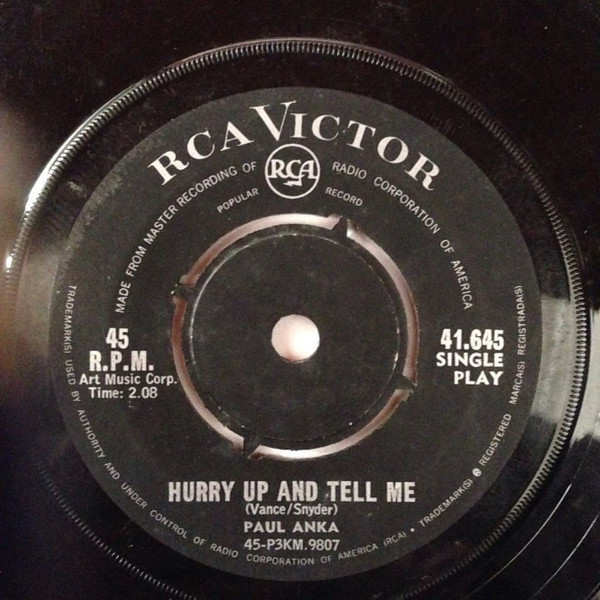 RCA VICTOR
MADE FROM MASTER RECORDING OF RADIO CORPORATION OF AMERICA
RCA
POPULAR RECORD
45
R.P.M.
Art Music Corp.
Time: 2.08
41.645
SINGLE
PLAY
HURRY UP AND TELL ME
(Vance/Snyder)
PAUL ANKA
45-P3KM.9807
TRADEMARK(S) USED BY AUTHORITY AND UNDER CONTROL OF RADIO CORPORATION OF AMERICA (RCA) • TRADEMARK(S) ® REGISTERED MARCA(S) REGISTRADA(S)